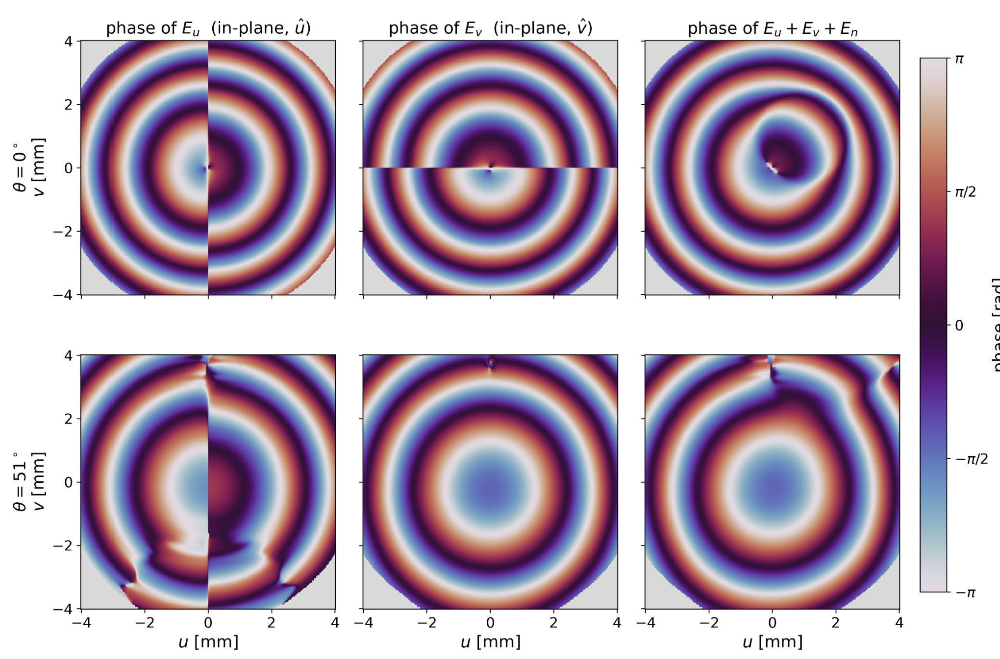 phase of E_u (in-plane, û)
phase of E_v (in-plane, v̂)
phase of E_u + E_v + E_n
θ = 0°
v [mm]
4
2
0
−2
−4
π
π/2
0
−π/2
−π
phase [rad]
θ = 51°
v [mm]
4
2
0
−2
−4
−4 −2 0 2 4
−4 −2 0 2 4
−4 −2 0 2 4
u [mm]
u [mm]
u [mm]